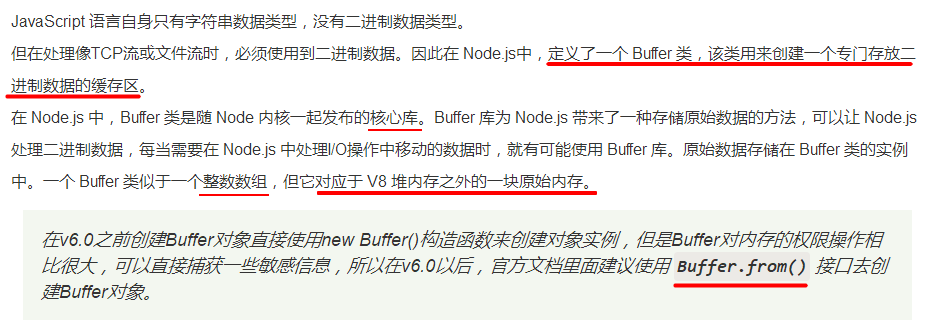 JavaScript 语言自身只有字符串数据类型，没有二进制数据类型。
但在处理像TCP流或文件流时，必须使用到二进制数据。因此在 Node.js中，定义了一个 Buffer 类，该类用来创建一个专门存放二
进制数据的缓存区。
在 Node.js 中，Buffer 类是随 Node 内核一起发布的核心库。Buffer 库为 Node.js 带来了一种存储原始数据的方法，可以让 Node.js
处理二进制数据，每当需要在 Node.js 中处理I/O操作中移动的数据时，就有可能使用 Buffer 库。原始数据存储在 Buffer 类的实例
中。一个 Buffer 类似于一个整数数组，但它对应于 V8 堆内存之外的一块原始内存。
在v6.0之前创建Buffer对象直接使用new Buffer()构造函数来创建对象实例，但是Buffer对内存的权限操作相
比很大，可以直接捕获一些敏感信息，所以在v6.0以后，官方文档里面建议使用 Buffer.from() 接口去创
建Buffer对象。